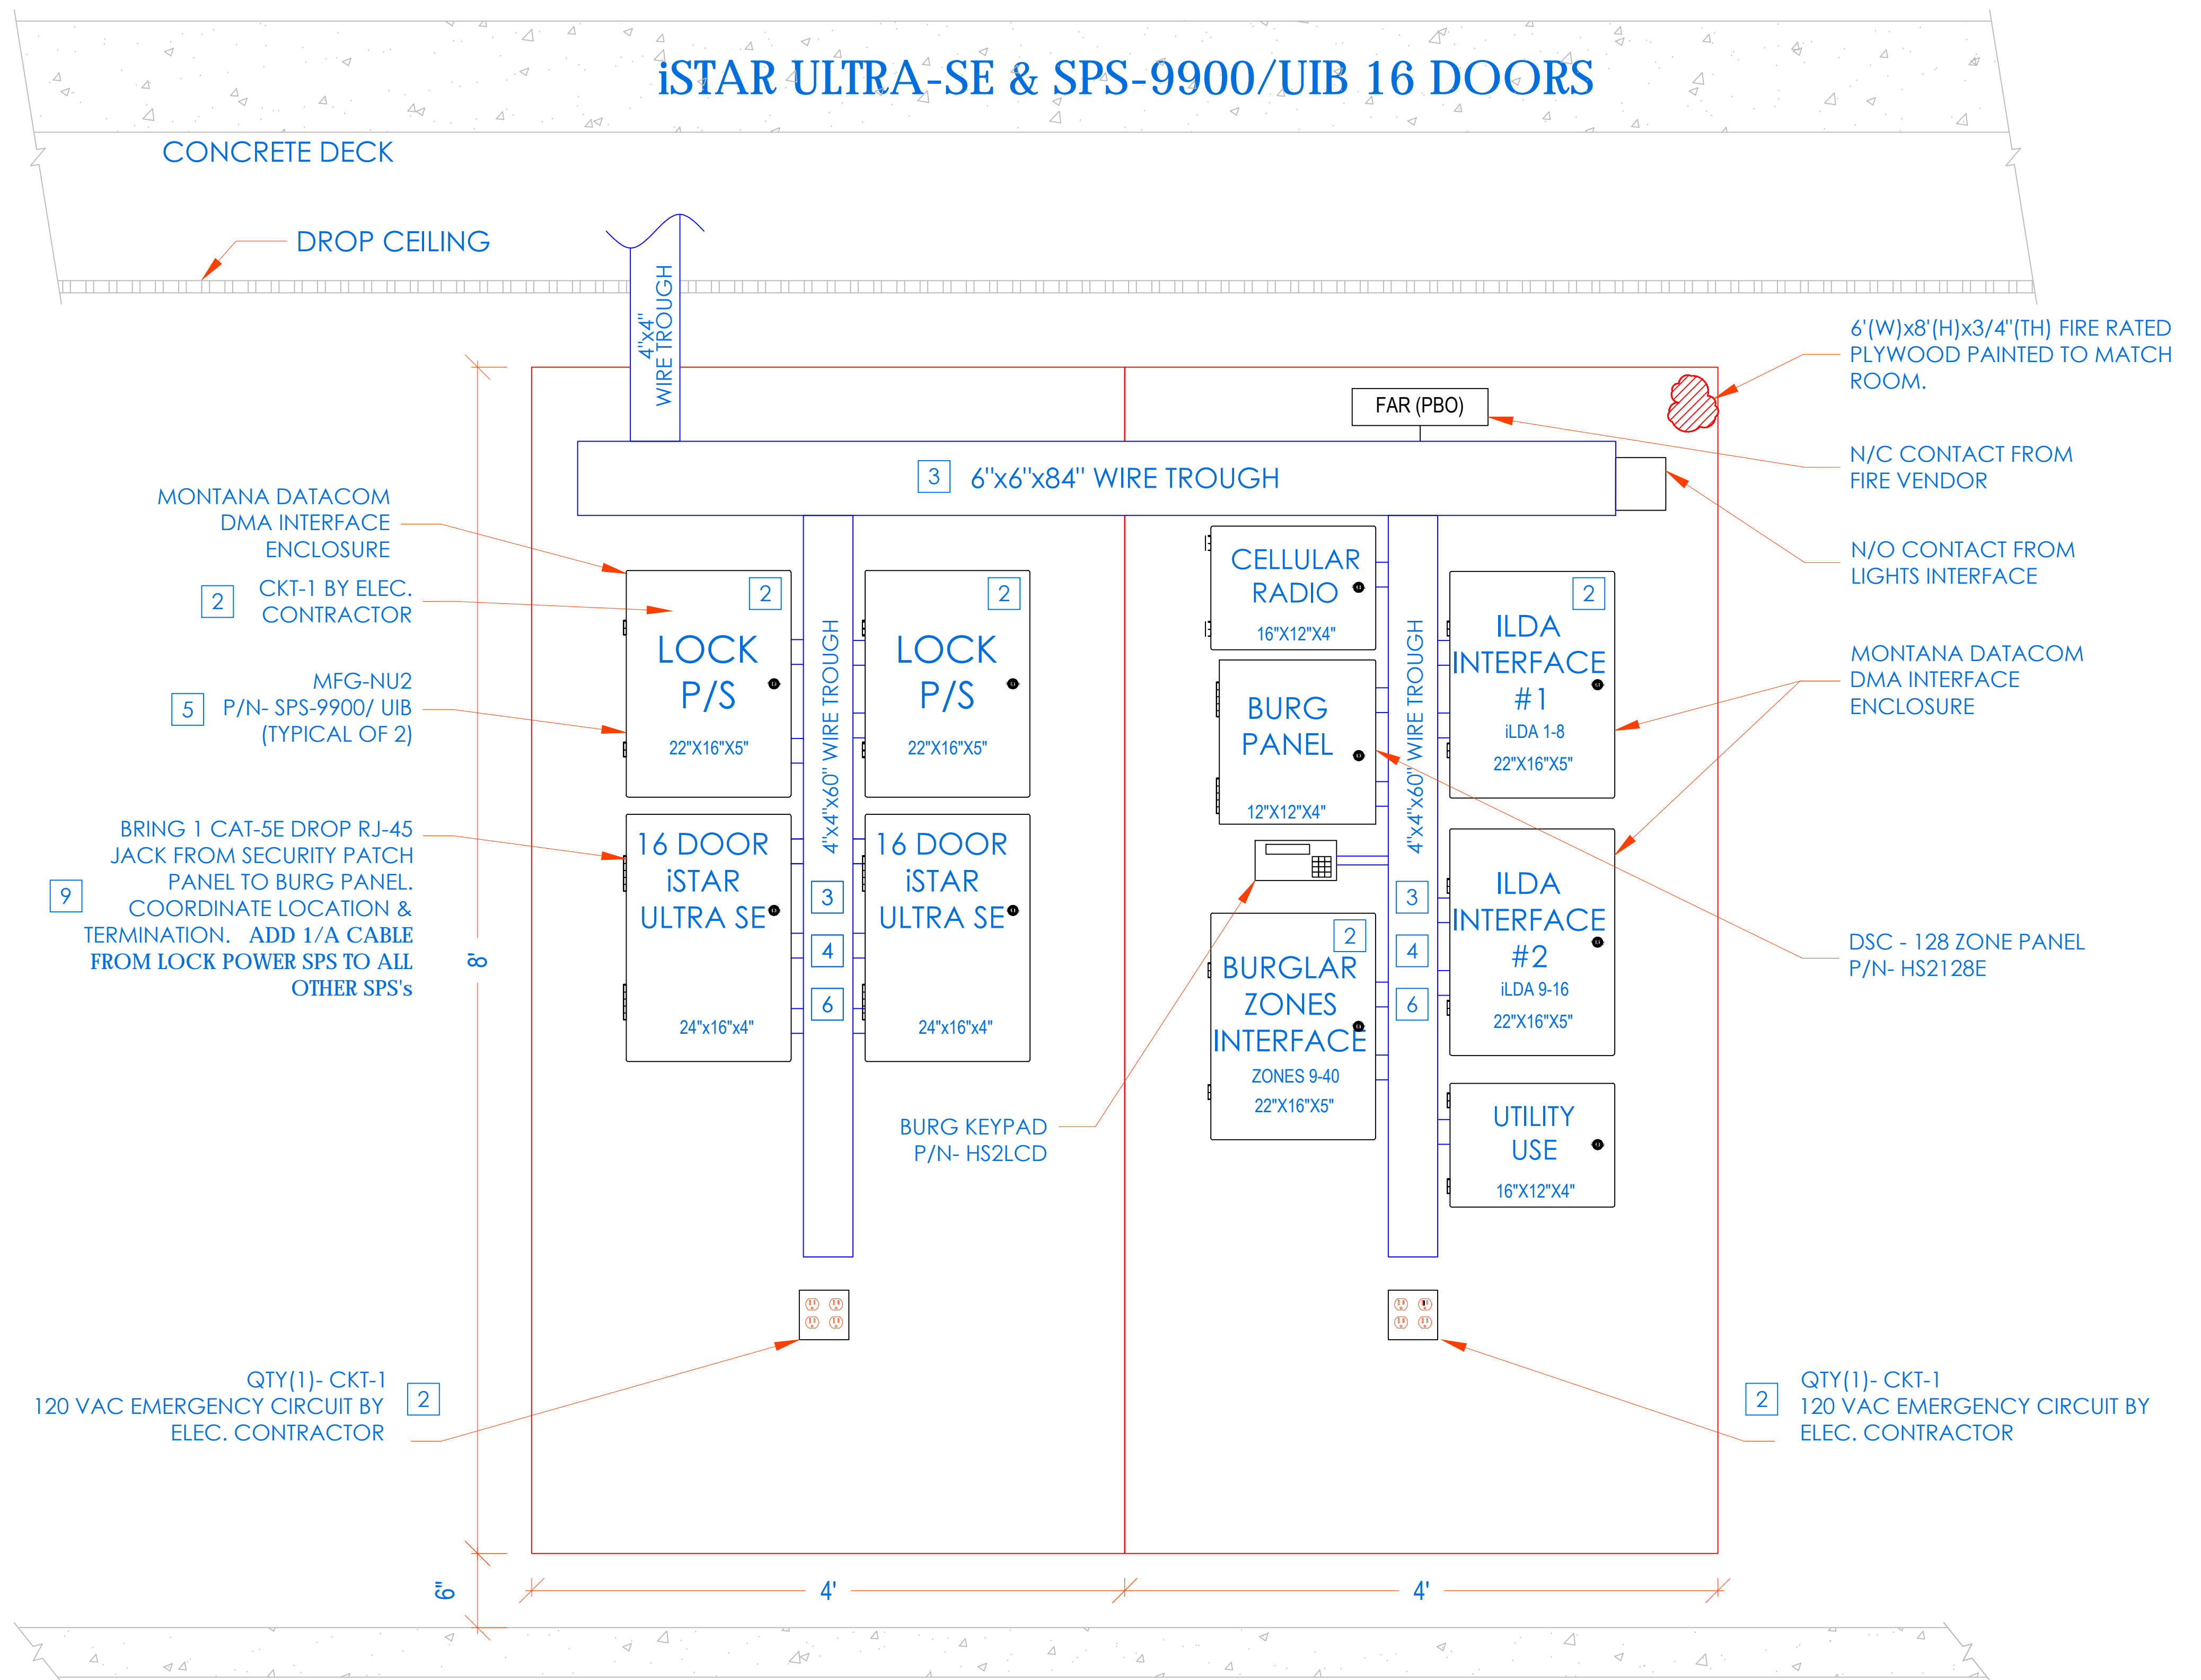 iSTAR ULTRA-SE & SPS-9900/UIB 16 DOORS
CONCRETE DECK
DROP CEILING
4"x4"
WIRE TROUGH
6'(W)x8'(H)x3/4"(TH) FIRE RATED
PLYWOOD PAINTED TO MATCH
ROOM.
FAR (PBO)
N/C CONTACT FROM
FIRE VENDOR
3
6"x6"x84" WIRE TROUGH
N/O CONTACT FROM
LIGHTS INTERFACE
MONTANA DATACOM
DMA INTERFACE
ENCLOSURE
2
CKT-1 BY ELEC.
CONTRACTOR
5
MFG-NU2
P/N- SPS-9900/ UIB
(TYPICAL OF 2)
9
BRING 1 CAT-5E DROP RJ-45
JACK FROM SECURITY PATCH
PANEL TO BURG PANEL.
COORDINATE LOCATION &
TERMINATION. ADD 1/A CABLE
FROM LOCK POWER SPS TO ALL
OTHER SPS's
8'
2
LOCK
P/S
22"X16"X5"
2
LOCK
P/S
22"X16"X5"
4"x4"x60" WIRE TROUGH
3
4
6
16 DOOR
iSTAR
ULTRA SE
24"x16"x4"
16 DOOR
iSTAR
ULTRA SE
24"x16"x4"
CELLULAR
RADIO
16"X12"X4"
BURG
PANEL
12"X12"X4"
2
BURGLAR
ZONES
INTERFACE
ZONES 9-40
22"X16"X5"
4"x4"x60" WIRE TROUGH
3
4
6
2
ILDA
INTERFACE
#1
iLDA 1-8
22"X16"X5"
ILDA
INTERFACE
#2
iLDA 9-16
22"X16"X5"
UTILITY
USE
16"X12"X4"
MONTANA DATACOM
DMA INTERFACE
ENCLOSURE
DSC - 128 ZONE PANEL
P/N- HS2128E
BURG KEYPAD
P/N- HS2LCD
QTY(1)- CKT-1
120 VAC EMERGENCY CIRCUIT BY
ELEC. CONTRACTOR
2
2
QTY(1)- CKT-1
120 VAC EMERGENCY CIRCUIT BY
ELEC. CONTRACTOR
6"
4'
4'